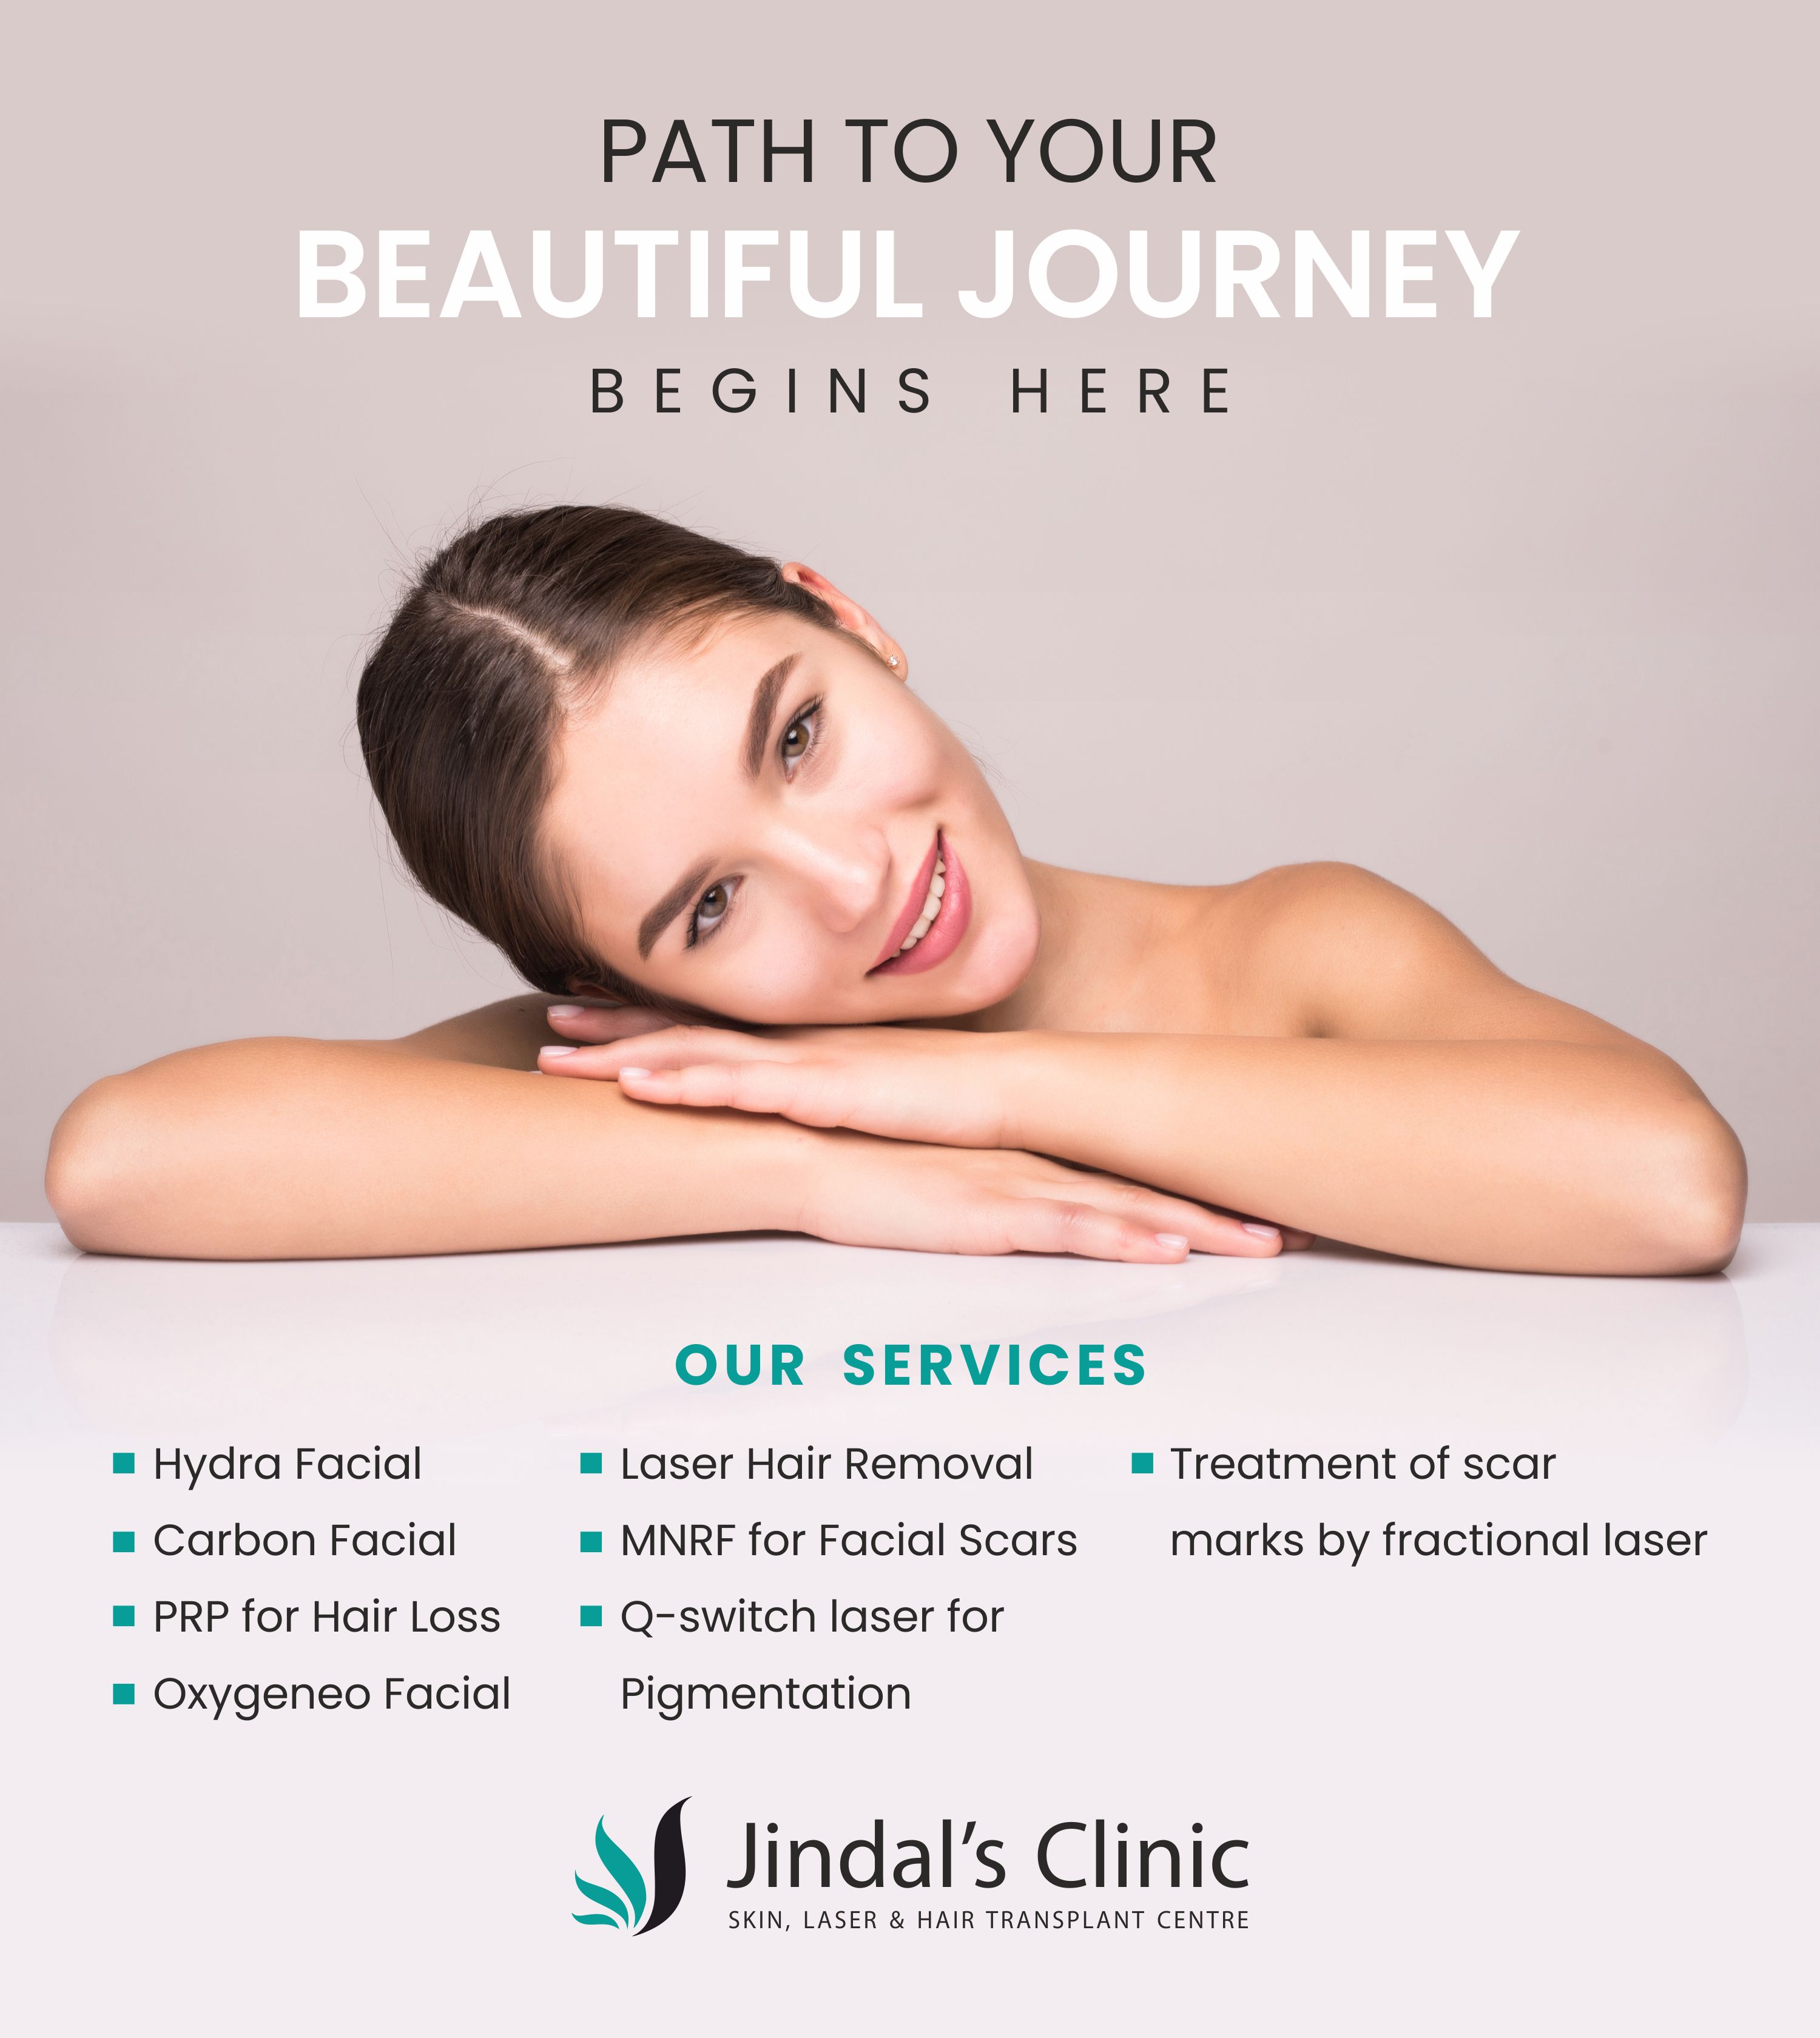 PATH TO YOUR
BEAUTIFUL JOURNEY
BEGINS HERE
OUR SERVICES
Hydra Facial
Carbon Facial
PRP for Hair Loss
Oxygeneo Facial
Laser Hair Removal
MNRF for Facial Scars
Q-switch laser for
Pigmentation
Treatment of scar
marks by fractional laser
Jindal's Clinic
SKIN, LASER & HAIR TRANSPLANT CENTRE